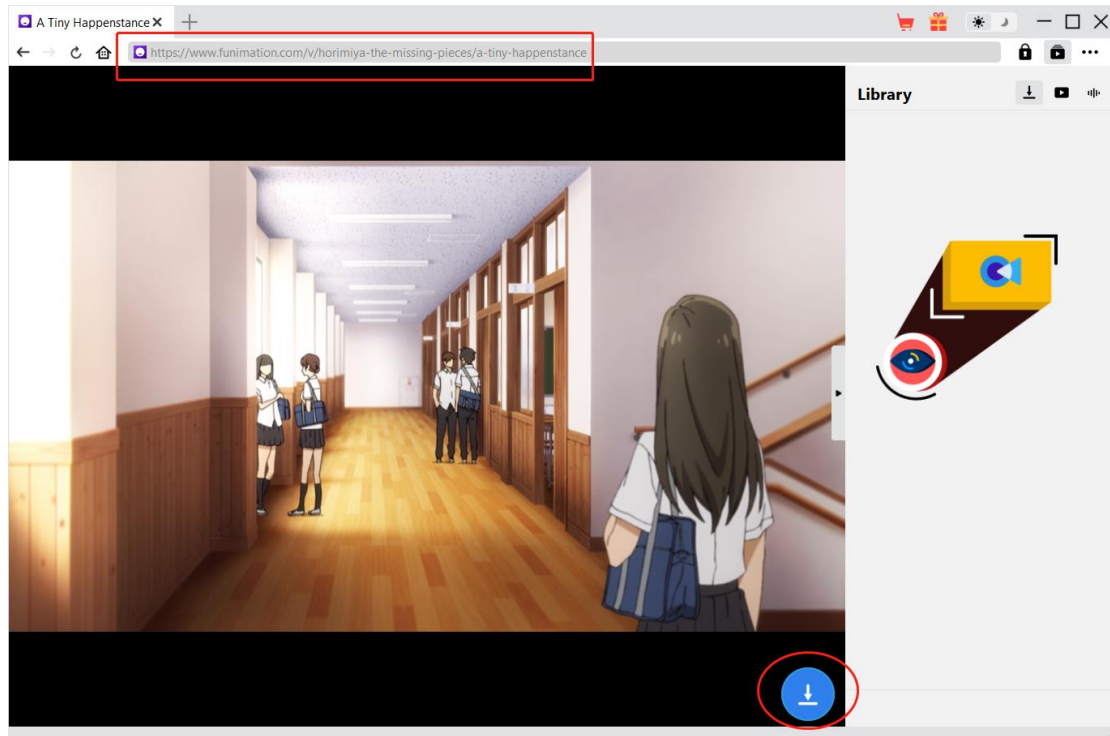 A Tiny Happenstance
https://www.funimation.com/v/horimiya-the-missing-pieces/a-tiny-happenstance
Library